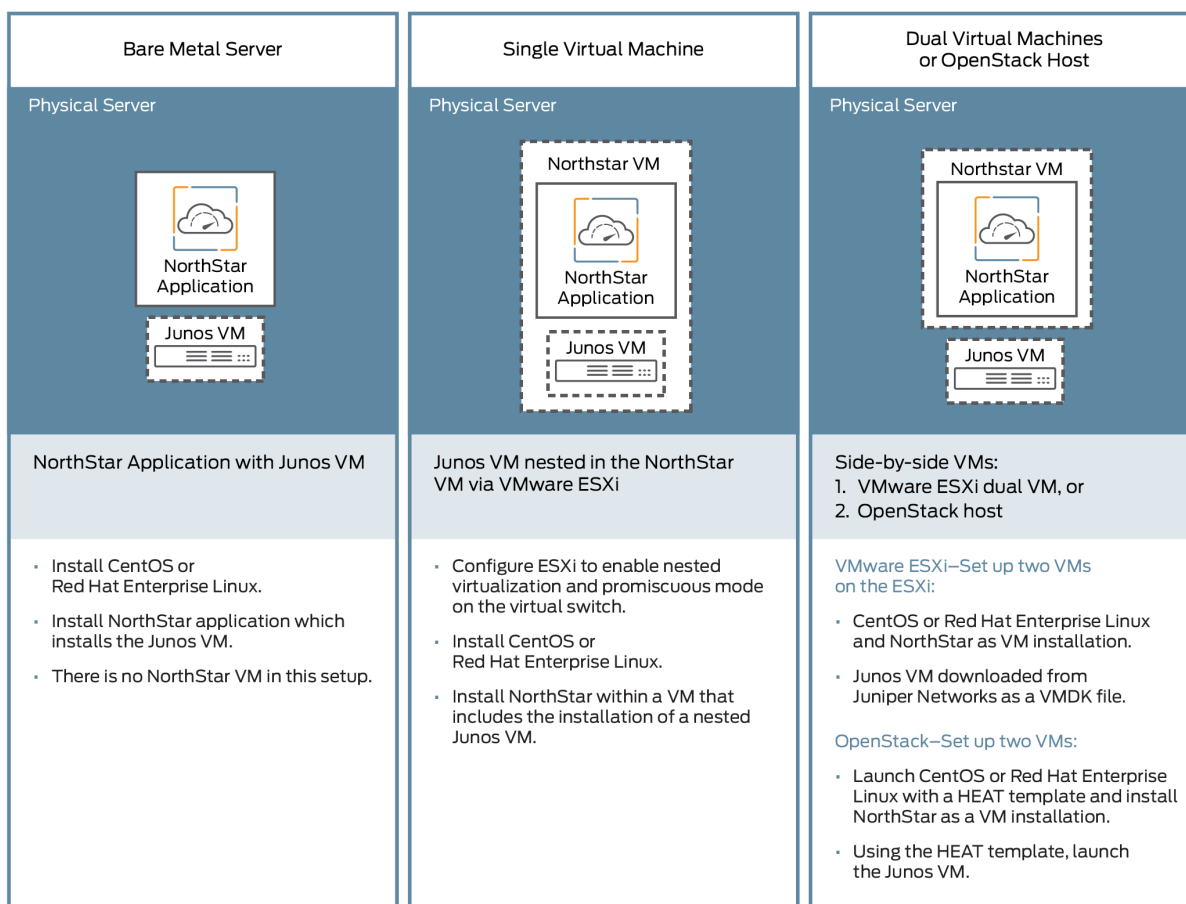 Bare Metal Server
Physical Server
NorthStar
Application
Junos VM
NorthStar Application with Junos VM
· Install CentOS or
Red Hat Enterprise Linux.
· Install NorthStar application which
installs the Junos VM.
· There is no NorthStar VM in this setup.
Single Virtual Machine
Physical Server
Northstar VM
NorthStar
Application
Junos VM
Junos VM nested in the NorthStar
VM via VMware ESXi
· Configure ESXi to enable nested
virtualization and promiscuous mode
on the virtual switch.
· Install CentOS or
Red Hat Enterprise Linux.
· Install NorthStar within a VM that
includes the installation of a nested
Junos VM.
Dual Virtual Machines
or OpenStack Host
Physical Server
Northstar VM
NorthStar
Application
Junos VM
Side-by-side VMs:
1. VMware ESXi dual VM, or
2. OpenStack host
VMware ESXi–Set up two VMs
on the ESXi:
· CentOS or Red Hat Enterprise Linux
and NorthStar as VM installation.
· Junos VM downloaded from
Juniper Networks as a VMDK file.
OpenStack–Set up two VMs:
· Launch CentOS or Red Hat Enterprise
Linux with a HEAT template and install
NorthStar as a VM installation.
· Using the HEAT template, launch
the Junos VM.